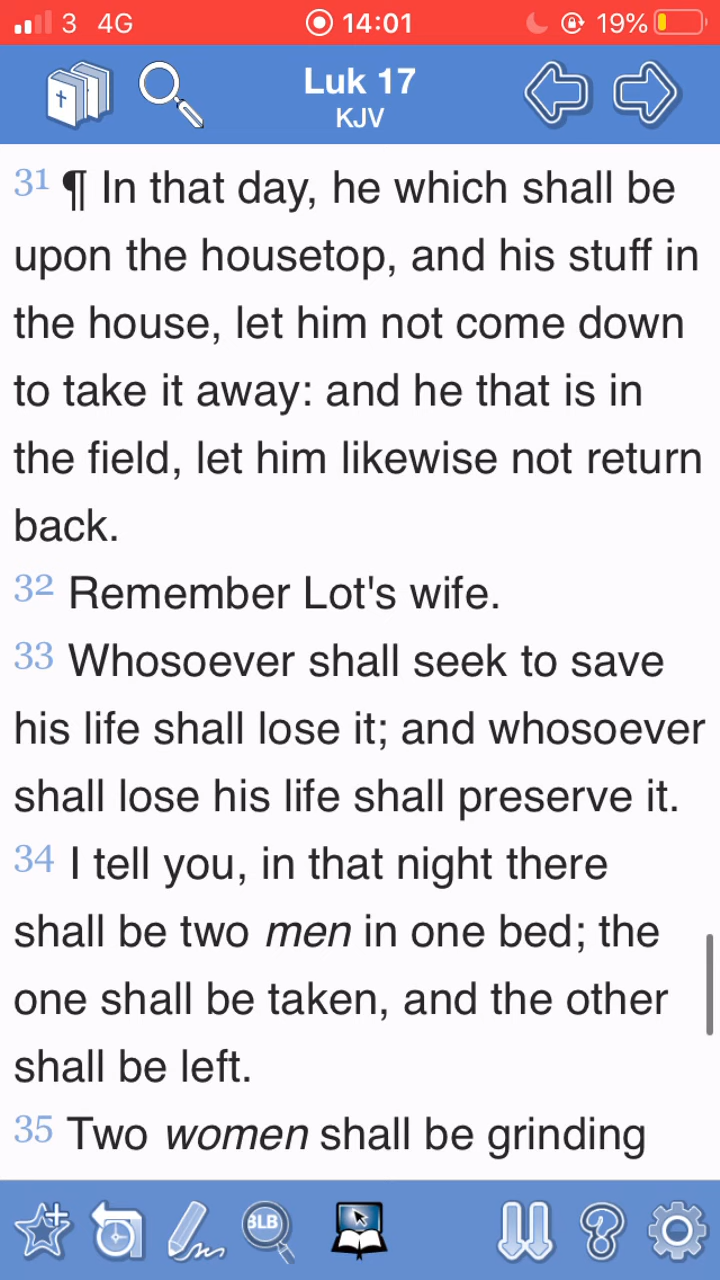 3 4G 14:01 19%
Luk 17
KJV
31 ¶ In that day, he which shall be
upon the housetop, and his stuff in
the house, let him not come down
to take it away: and he that is in
the field, let him likewise not return
back.
32 Remember Lot's wife.
33 Whosoever shall seek to save
his life shall lose it; and whosoever
shall lose his life shall preserve it.
34 I tell you, in that night there
shall be two men in one bed; the
one shall be taken, and the other
shall be left.
35 Two women shall be grinding
BLB